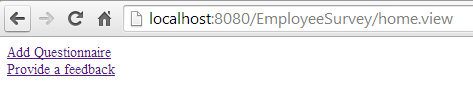 localhost:8080/EmployeeSurvey/home.view
Add Questionnaire
Provide a feedback